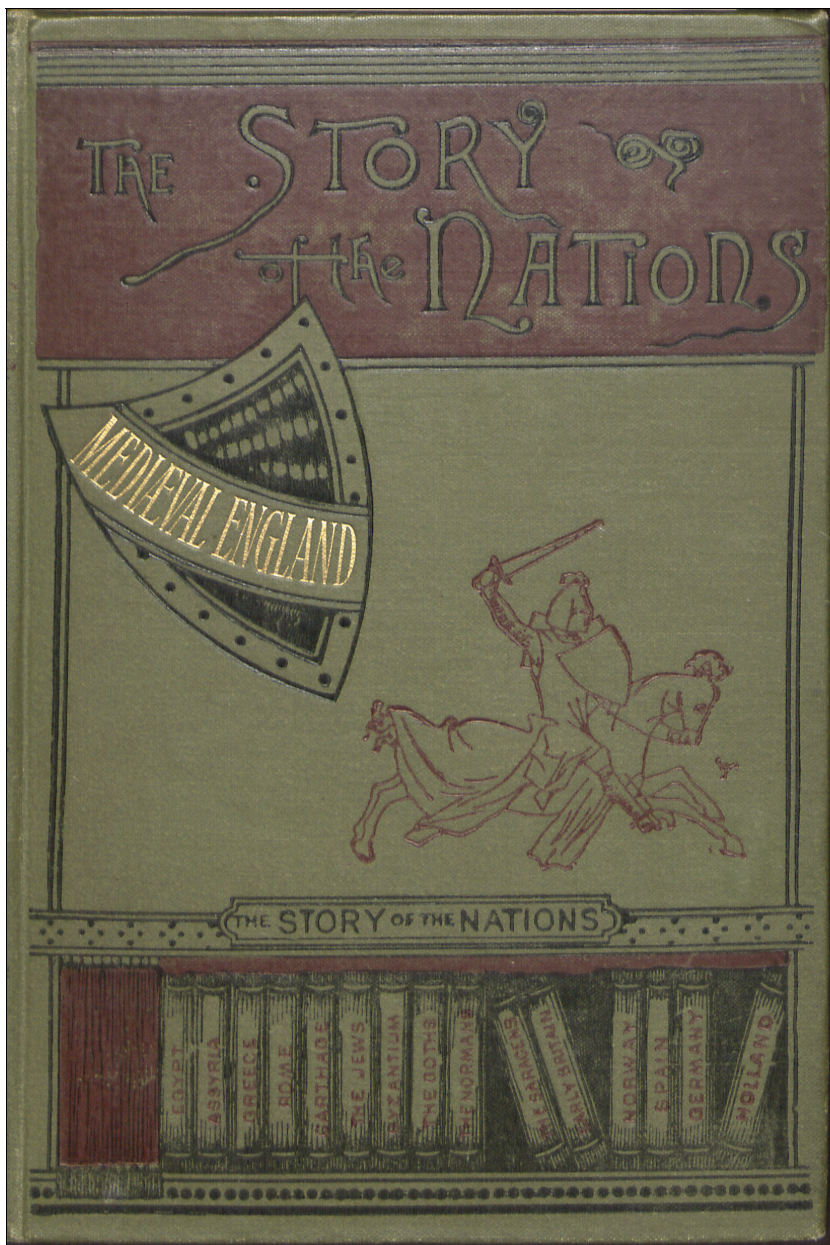 THE STORY
of the NATIONS
MEDIÆVAL ENGLAND
THE STORY OF THE NATIONS
EGYPT
ASSYRIA
GREECE
ROME
CARTHAGE
THE JEWS
BYZANTIUM
THE GOTHS
THE NORMANS
THE SARACENS
EARLY BRITAIN
NORWAY
SPAIN
GERMANY
HOLLAND